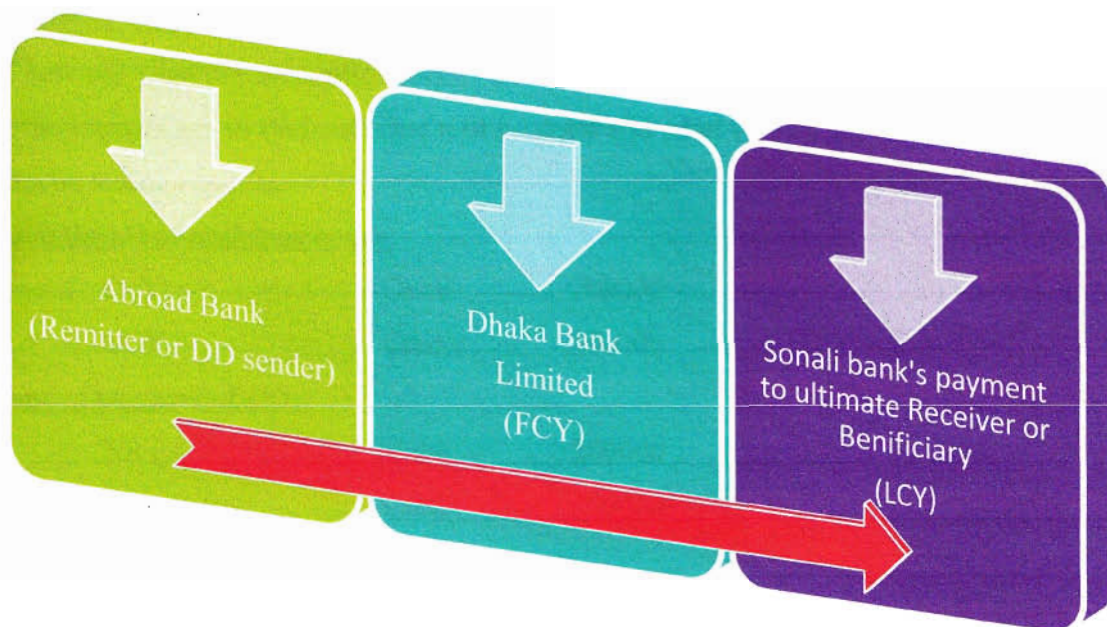 Abroad Bank
(Remitter or DD sender)
Dhaka Bank
Limited
(FCY)
Sonali bank's payment
to ultimate Receiver or
Benificiary
(LCY)